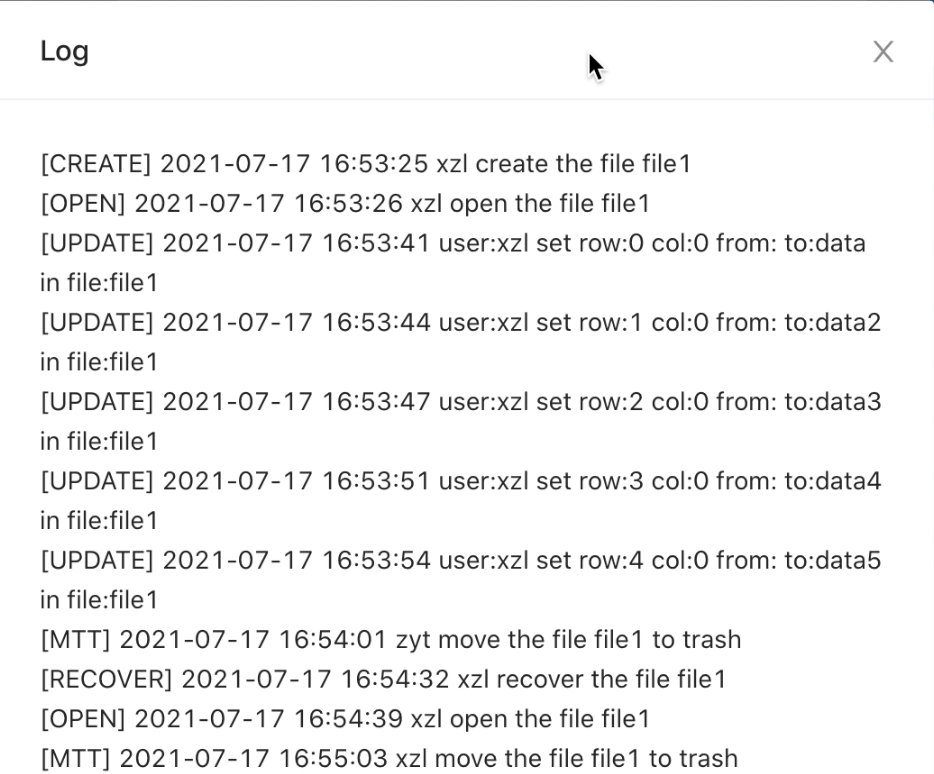 Log
[CREATE] 2021-07-17 16:53:25 xzl create the file file1
[OPEN] 2021-07-17 16:53:26 xzl open the file file1
[UPDATE] 2021-07-17 16:53:41 user:xzl set row:0 col:0 from: to:data
in file:file1
[UPDATE] 2021-07-17 16:53:44 user:xzl set row:1 col:0 from: to:data2
in file:file1
[UPDATE] 2021-07-17 16:53:47 user:xzl set row:2 col:0 from: to:data3
in file:file1
[UPDATE] 2021-07-17 16:53:51 user:xzl set row:3 col:0 from: to:data4
in file:file1
[UPDATE] 2021-07-17 16:53:54 user:xzl set row:4 col:0 from: to:data5
in file:file1
[MTT] 2021-07-17 16:54:01 zyt move the file file1 to trash
[RECOVER] 2021-07-17 16:54:32 xzl recover the file file1
[OPEN] 2021-07-17 16:54:39 xzl open the file file1
[MTT] 2021-07-17 16:55:03 xzl move the file file1 to trash